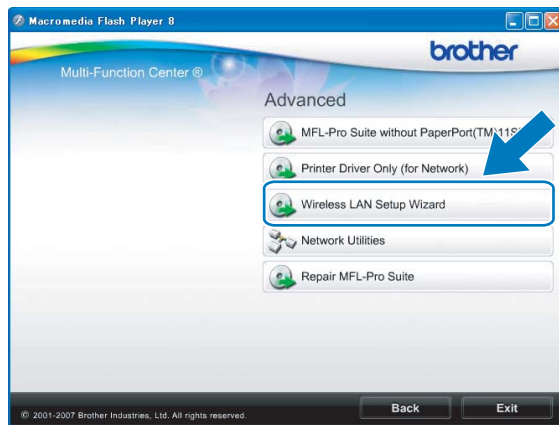 Macromedia Flash Player 8
brother
Multi-Function Center ®
Advanced
MFL-Pro Suite without PaperPort(TM)11S
Printer Driver Only (for Network)
Wireless LAN Setup Wizard
Network Utilities
Repair MFL-Pro Suite
© 2001-2007 Brother Industries, Ltd. All rights reserved.
Back
Exit